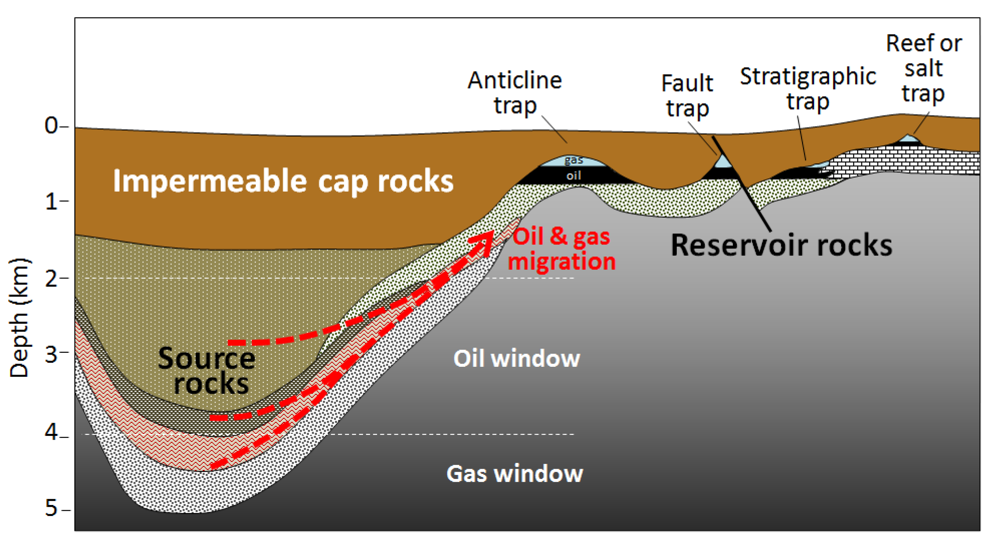 Reef or
salt
trap
Stratigraphic
trap
Anticline
trap
Fault
trap
0
gas
oil
Impermeable cap rocks
1
Oil & gas
migration
Reservoir rocks
2
Depth (km)
3
Source
rocks
Oil window
4
Gas window
5